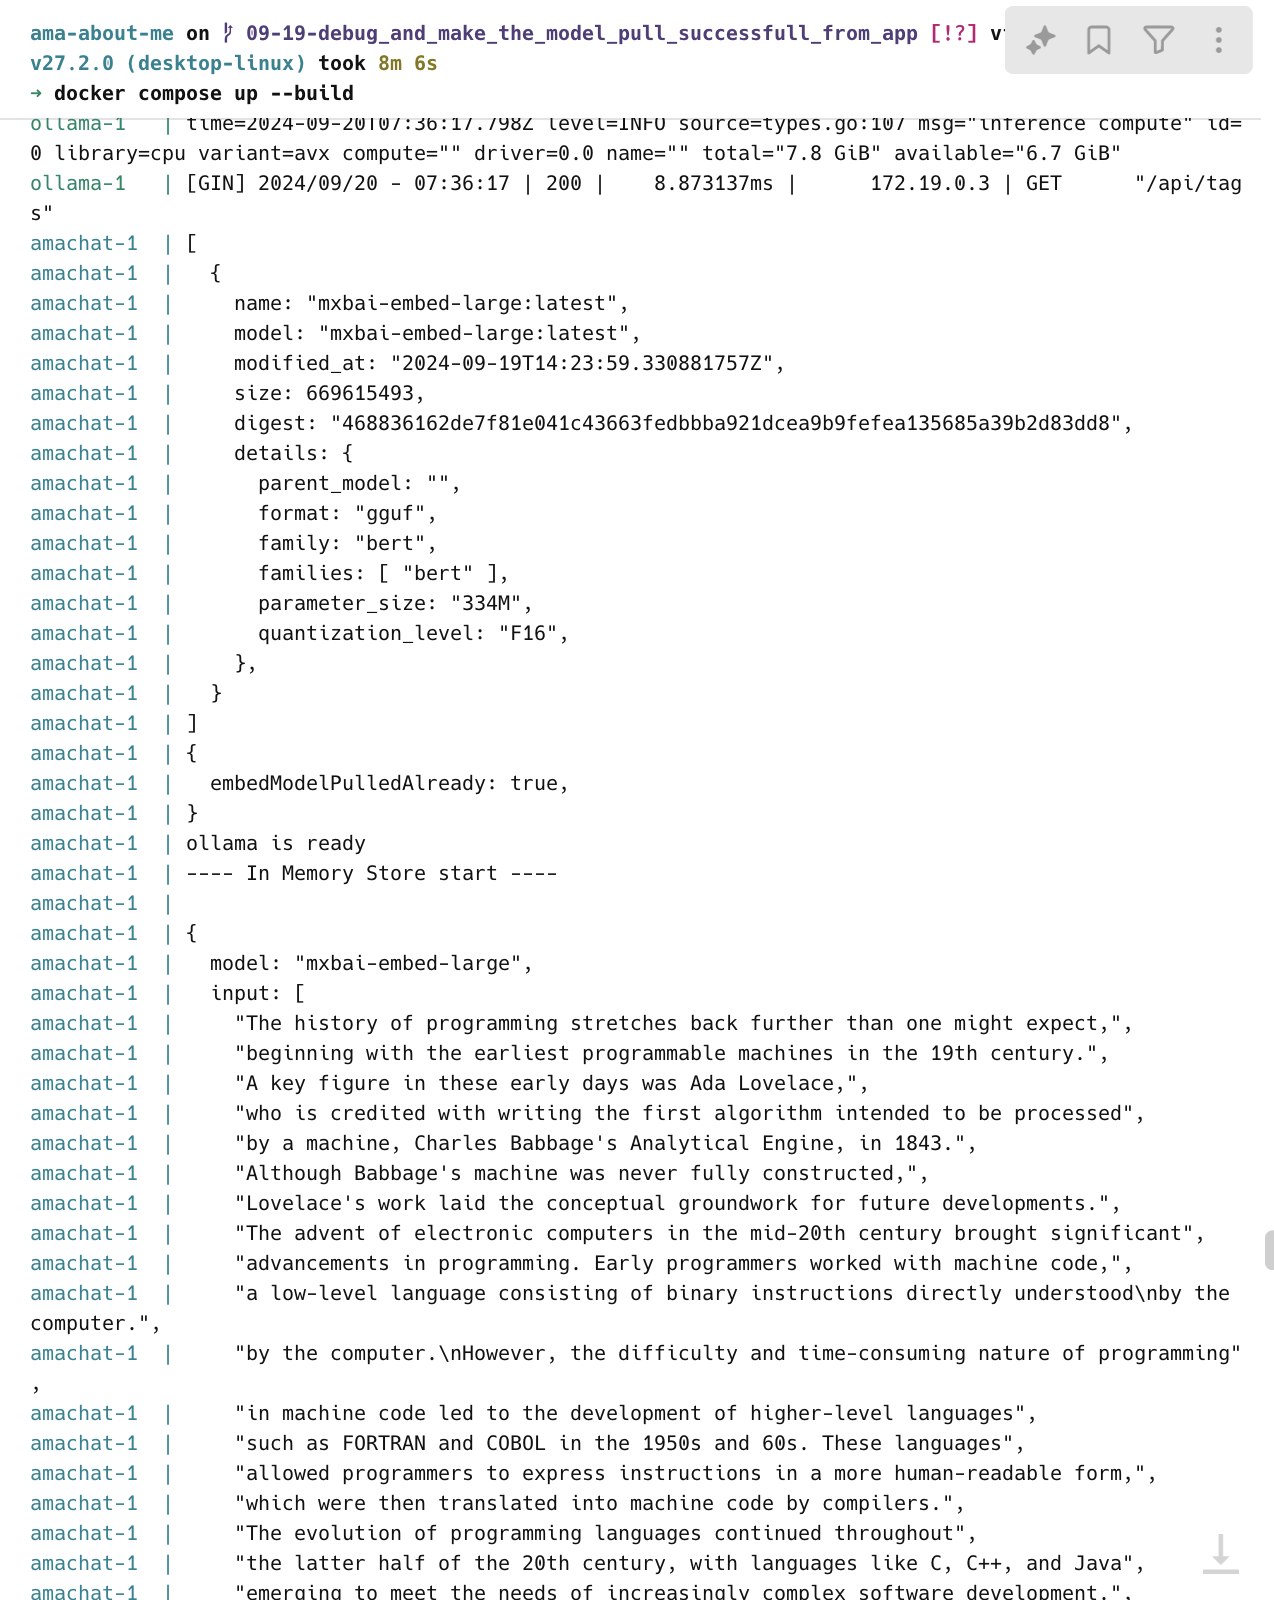 ama-about-me on 09-19-debug_and_make_the_model_pull_successfull_from_app [!?]
v27.2.0 (desktop-linux) took 8m 6s
→ docker compose up --build
ollama-1   | time=2024-09-20T07:36:17.798Z level=INFO source=types.go:107 msg="inference compute" id=
0 library=cpu variant=avx compute="" driver=0.0 name="" total="7.8 GiB" available="6.7 GiB"
ollama-1   | [GIN] 2024/09/20 - 07:36:17 | 200 |    8.873137ms |      172.19.0.3 | GET      "/api/tag
s"
amachat-1  | [
amachat-1  |   {
amachat-1  |     name: "mxbai-embed-large:latest",
amachat-1  |     model: "mxbai-embed-large:latest",
amachat-1  |     modified_at: "2024-09-19T14:23:59.330881757Z",
amachat-1  |     size: 669615493,
amachat-1  |     digest: "468836162de7f81e041c43663fedbbba921dcea9b9fefea135685a39b2d83dd8",
amachat-1  |     details: {
amachat-1  |       parent_model: "",
amachat-1  |       format: "gguf",
amachat-1  |       family: "bert",
amachat-1  |       families: [ "bert" ],
amachat-1  |       parameter_size: "334M",
amachat-1  |       quantization_level: "F16",
amachat-1  |     },
amachat-1  |   }
amachat-1  | ]
amachat-1  | {
amachat-1  |   embedModelPulledAlready: true,
amachat-1  | }
amachat-1  | ollama is ready
amachat-1  | ---- In Memory Store start ----
amachat-1  |
amachat-1  | {
amachat-1  |   model: "mxbai-embed-large",
amachat-1  |   input: [
amachat-1  |     "The history of programming stretches back further than one might expect,",
amachat-1  |     "beginning with the earliest programmable machines in the 19th century.",
amachat-1  |     "A key figure in these early days was Ada Lovelace,",
amachat-1  |     "who is credited with writing the first algorithm intended to be processed",
amachat-1  |     "by a machine, Charles Babbage's Analytical Engine, in 1843.",
amachat-1  |     "Although Babbage's machine was never fully constructed,",
amachat-1  |     "Lovelace's work laid the conceptual groundwork for future developments.",
amachat-1  |     "The advent of electronic computers in the mid-20th century brought significant",
amachat-1  |     "advancements in programming. Early programmers worked with machine code,",
amachat-1  |     "a low-level language consisting of binary instructions directly understood\nby the
computer.",
amachat-1  |     "by the computer.\nHowever, the difficulty and time-consuming nature of programming"
,
amachat-1  |     "in machine code led to the development of higher-level languages",
amachat-1  |     "such as FORTRAN and COBOL in the 1950s and 60s. These languages",
amachat-1  |     "allowed programmers to express instructions in a more human-readable form,",
amachat-1  |     "which were then translated into machine code by compilers.",
amachat-1  |     "The evolution of programming languages continued throughout",
amachat-1  |     "the latter half of the 20th century, with languages like C, C++, and Java",
amachat-1  |     "emerging to meet the needs of increasingly complex software development.",